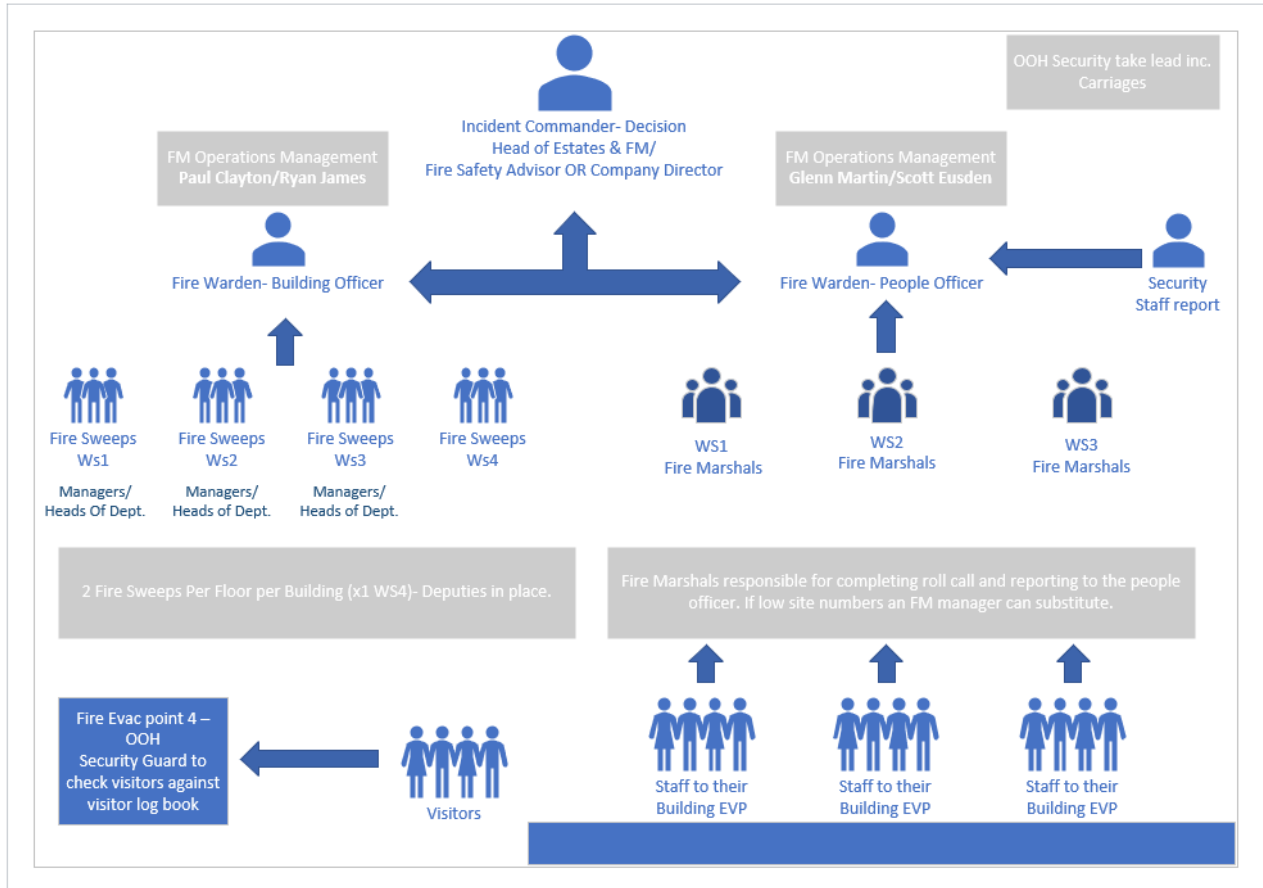 OOH Security take lead inc.
Carriages
Incident Commander- Decision
Head of Estates & FM/
Fire Safety Advisor OR Company Director
FM Operations Management
Paul Clayton/Ryan James
FM Operations Management
Glenn Martin/Scott Eusden
Fire Warden- Building Officer
Fire Warden- People Officer
Security
Staff report
Fire Sweeps
Ws1
Managers/
Heads Of Dept.
Fire Sweeps
Ws2
Managers/
Heads of Dept.
Fire Sweeps
Ws3
Managers/
Heads of Dept.
Fire Sweeps
Ws4
WS1
Fire Marshals
WS2
Fire Marshals
WS3
Fire Marshals
2 Fire Sweeps Per Floor per Building (x1 WS4)- Deputies in place.
Fire Marshals responsible for completing roll call and reporting to the people
officer. If low site numbers an FM manager can substitute.
Fire Evac point 4 –
OOH
Security Guard to
check visitors against
visitor log book
Visitors
Staff to their
Building EVP
Staff to their
Building EVP
Staff to their
Building EVP